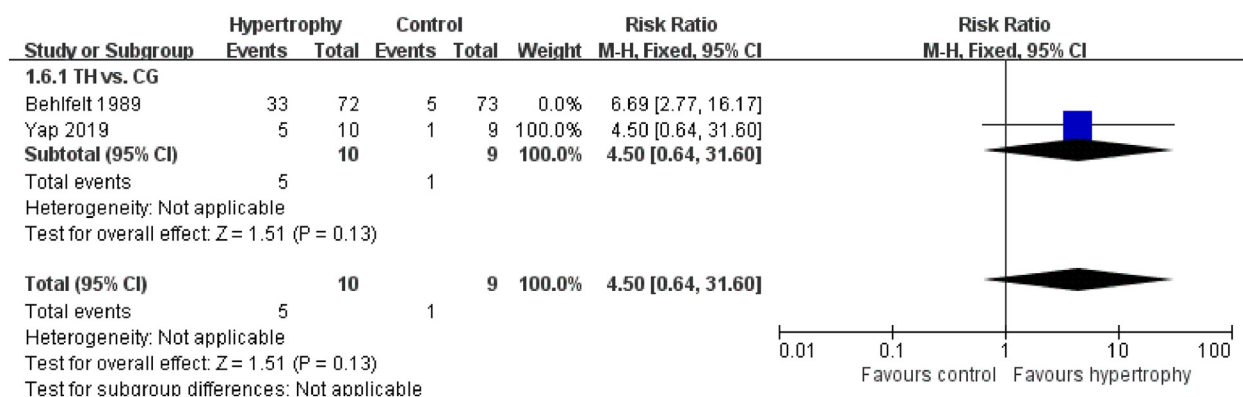 Hypertrophy Control Risk Ratio Risk Ratio
Study or Subgroup Events Total Events Total Weight M-H, Fixed, 95% CI M-H, Fixed, 95% CI
1.6.1 TH vs. CG
Behlfelt 1989 33 72 5 73 0.0% 6.69 [2.77, 16.17]
Yap 2019 5 10 1 9 100.0% 4.50 [0.64, 31.60]
Subtotal (95% CI) 10 9 100.0% 4.50 [0.64, 31.60]
Total events 5 1
Heterogeneity: Not applicable
Test for overall effect: Z = 1.51 (P = 0.13)
Total (95% CI) 10 9 100.0% 4.50 [0.64, 31.60]
Total events 5 1
Heterogeneity: Not applicable
Test for overall effect: Z = 1.51 (P = 0.13)
Test for subgroup differences: Not applicable
0.01 0.1 1 10 100
Favours control Favours hypertrophy